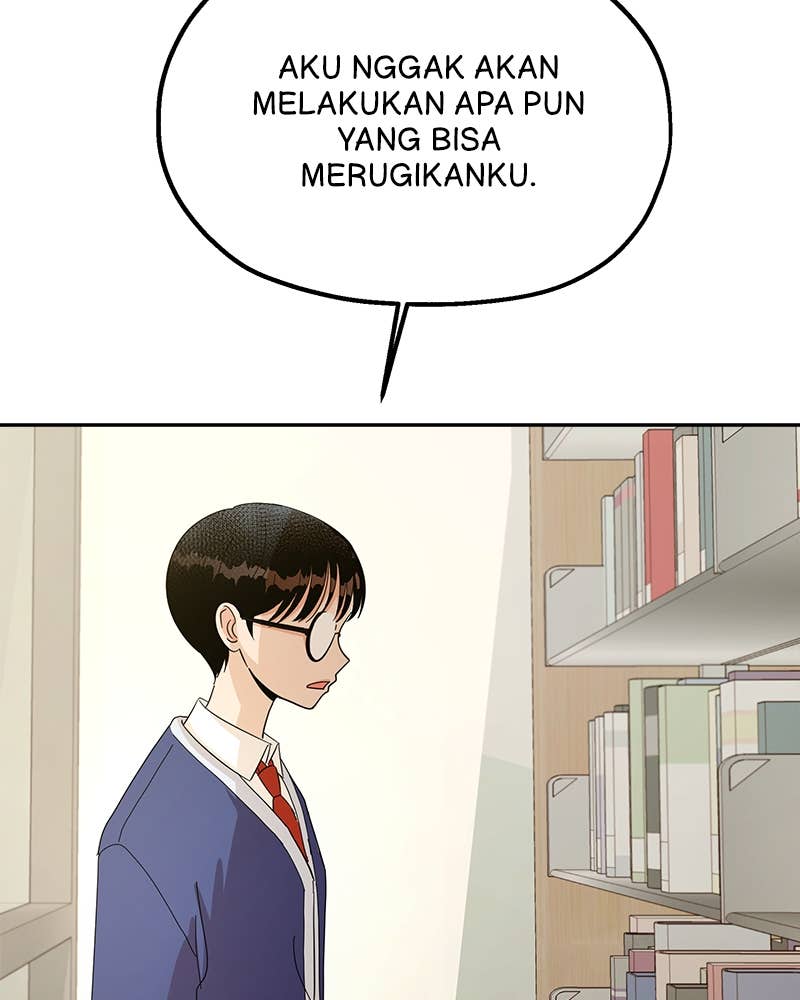 AKU NGGAK AKAN
MELAKUKAN APA PUN
YANG BISA
MERUGIKANKU.